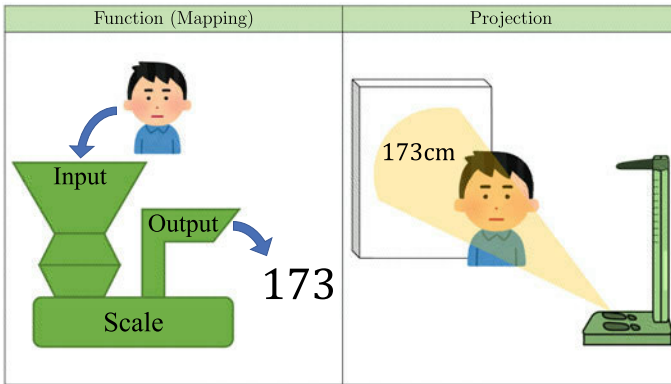 Function (Mapping)
Projection
Input
Output
173
Scale
173cm